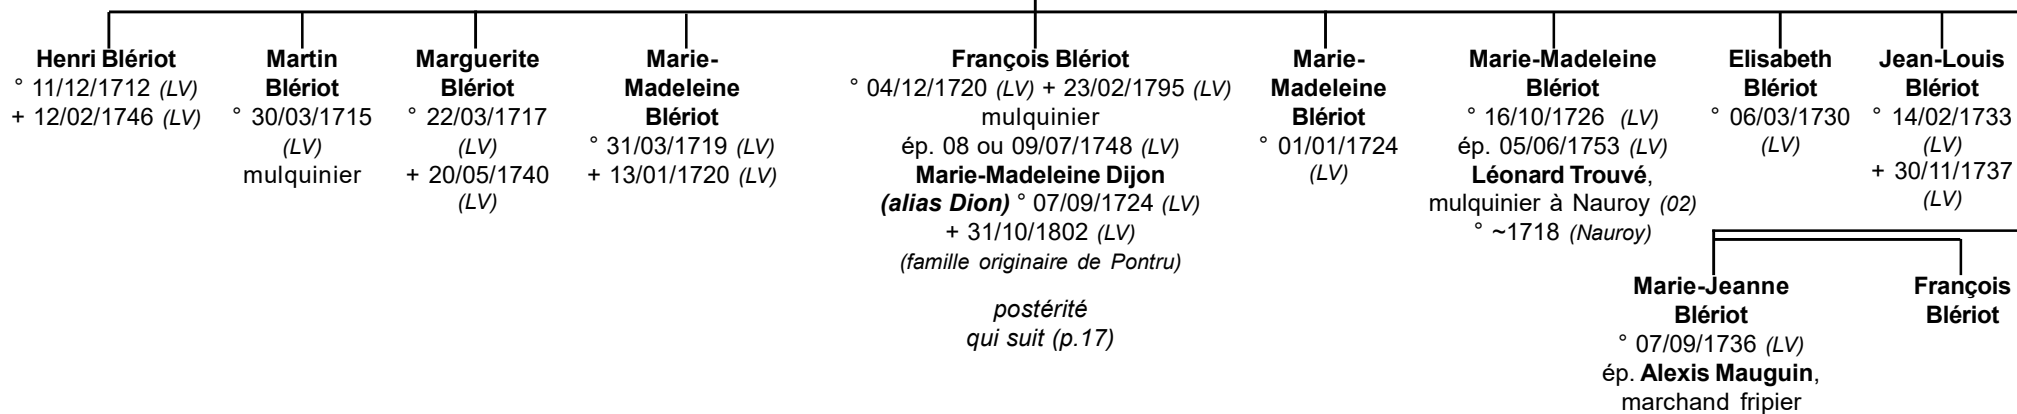 Henri Blériot
° 11/12/1712 (LV)
+ 12/02/1746 (LV)
Martin
Blériot
° 30/03/1715
(LV)
mulquinier
Marguerite
Blériot
° 22/03/1717
(LV)
+ 20/05/1740
(LV)
Marie-
Madeleine
Blériot
° 31/03/1719 (LV)
+ 13/01/1720 (LV)
François Blériot
° 04/12/1720 (LV) + 23/02/1795 (LV)
mulquinier
ép. 08 ou 09/07/1748 (LV)
Marie-Madeleine Dijon
(alias Dion) ° 07/09/1724 (LV)
+ 31/10/1802 (LV)
(famille originaire de Pontru)
postérité
qui suit (p.17)
Marie-
Madeleine
Blériot
° 01/01/1724
(LV)
Marie-Madeleine
Blériot
° 16/10/1726 (LV)
ép. 05/06/1753 (LV)
Léonard Trouvé,
mulquinier à Nauroy (02)
° ~1718 (Nauroy)
Elisabeth
Blériot
° 06/03/1730
(LV)
Jean-Louis
Blériot
° 14/02/1733
(LV)
+ 30/11/1737
(LV)
Marie-Jeanne
Blériot
° 07/09/1736 (LV)
ép. Alexis Mauguin,
marchand fripier
François
Blériot